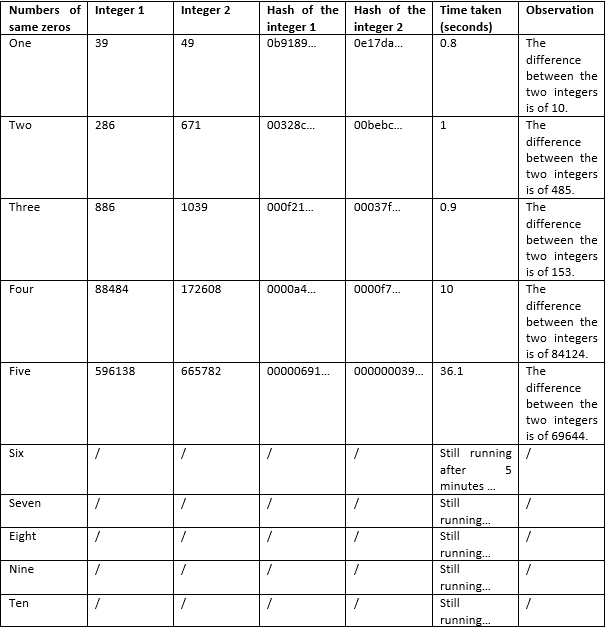 Numbers of same zeros | Integer 1 | Integer 2 | Hash of the integer 1 | Hash of the integer 2 | Time taken (seconds) | Observation
One | 39 | 49 | 0b9189… | 0e17da… | 0.8 | The difference between the two integers is of 10.
Two | 286 | 671 | 00328c… | 00bebc… | 1 | The difference between the two integers is of 485.
Three | 886 | 1039 | 000f21… | 00037f… | 0.9 | The difference between the two integers is of 153.
Four | 88484 | 172608 | 0000a4… | 0000f7… | 10 | The difference between the two integers is of 84124.
Five | 596138 | 665782 | 00000691… | 000000039… | 36.1 | The difference between the two integers is of 69644.
Six | / | / | / | / | Still running after 5 minutes … | /
Seven | / | / | / | / | Still running… | /
Eight | / | / | / | / | Still running… | /
Nine | / | / | / | / | Still running… | /
Ten | / | / | / | / | Still running… | /